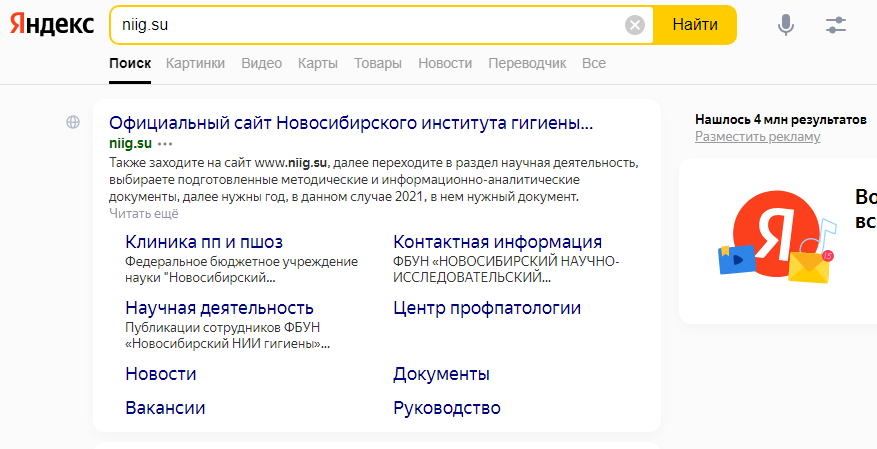 Яндекс
niig.su
Найти
Поиск Картинки Видео Карты Товары Новости Переводчик Все
Официальный сайт Новосибирского института гигиены...
niig.su •••
Также заходите на сайт www.niig.su, далее переходите в раздел научная деятельность,
выбираете подготовленные методические и информационно-аналитические
документы, далее нужны год, в данном случае 2021, в нем нужный документ.
Читать ещё
Клиника пп и пшоз
Федеральное бюджетное учреждение
науки "Новосибирский...
Контактная информация
ФБУН «НОВОСИБИРСКИЙ НАУЧНО-
ИССЛЕДОВАТЕЛЬСКИЙ...
Научная деятельность
Публикации сотрудников ФБУН
«Новосибирский НИИ гигиены»...
Центр профпатологии
Новости
Документы
Вакансии
Руководство
Нашлось 4 млн результатов
Разместить рекламу
Я
15
Во
вс